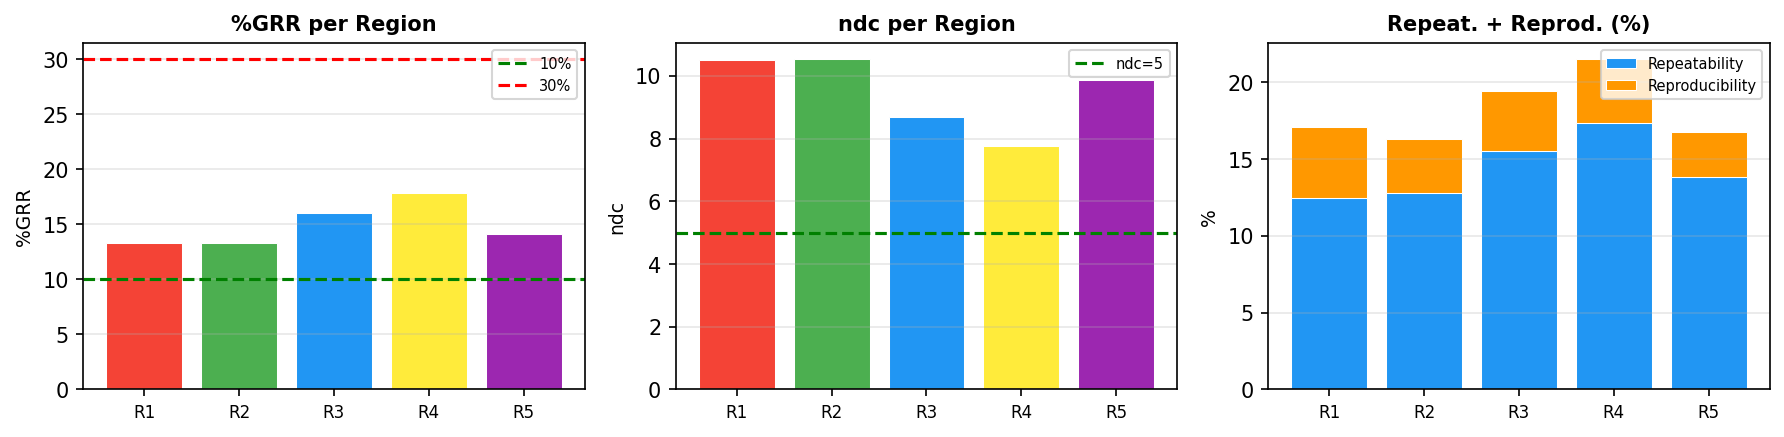 %GRR per Region
%GRR
30
25
20
15
10
5
0
10%
30%
R1 R2 R3 R4 R5
ndc per Region
ndc
10
8
6
4
2
0
ndc=5
R1 R2 R3 R4 R5
Repeat. + Reprod. (%)
%
20
15
10
5
0
Repeatability
Reproducibility
R1 R2 R3 R4 R5